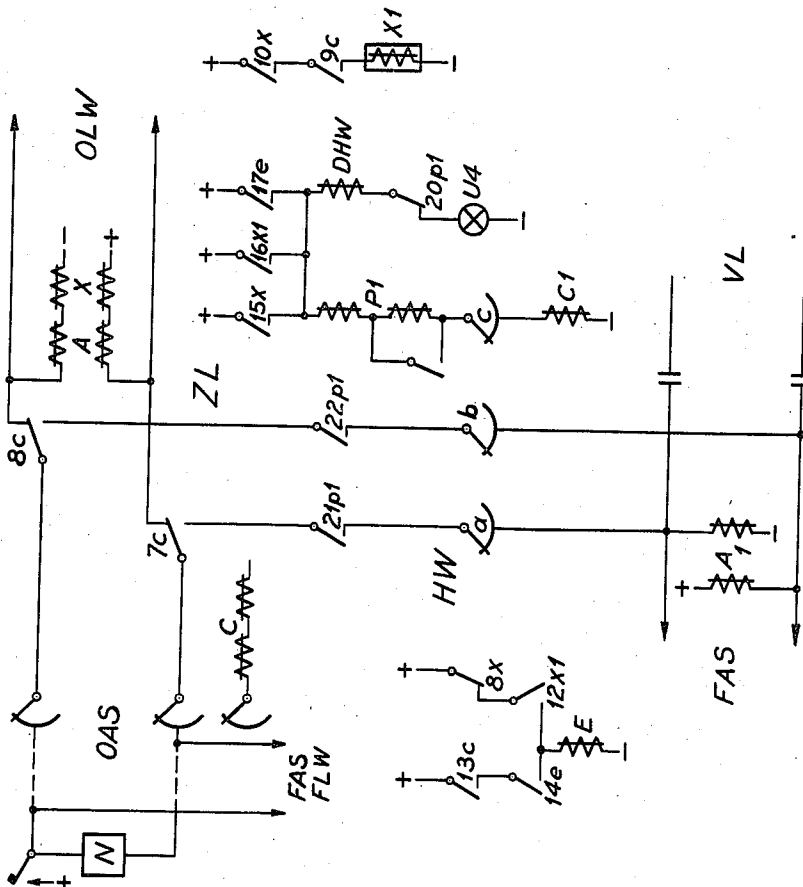 8c
OAS
7c
C
FAS
FLW
N
+
OLW
A X
−
+
ZL
+
15x
+
16x1
+
17e
DHW
20p1
U4
P1
c
C1
+
10x
9c
X1
22p1
b
21p1
a
HW
+
13c
14e
+
8x
12x1
E
+
A1
FAS
VL